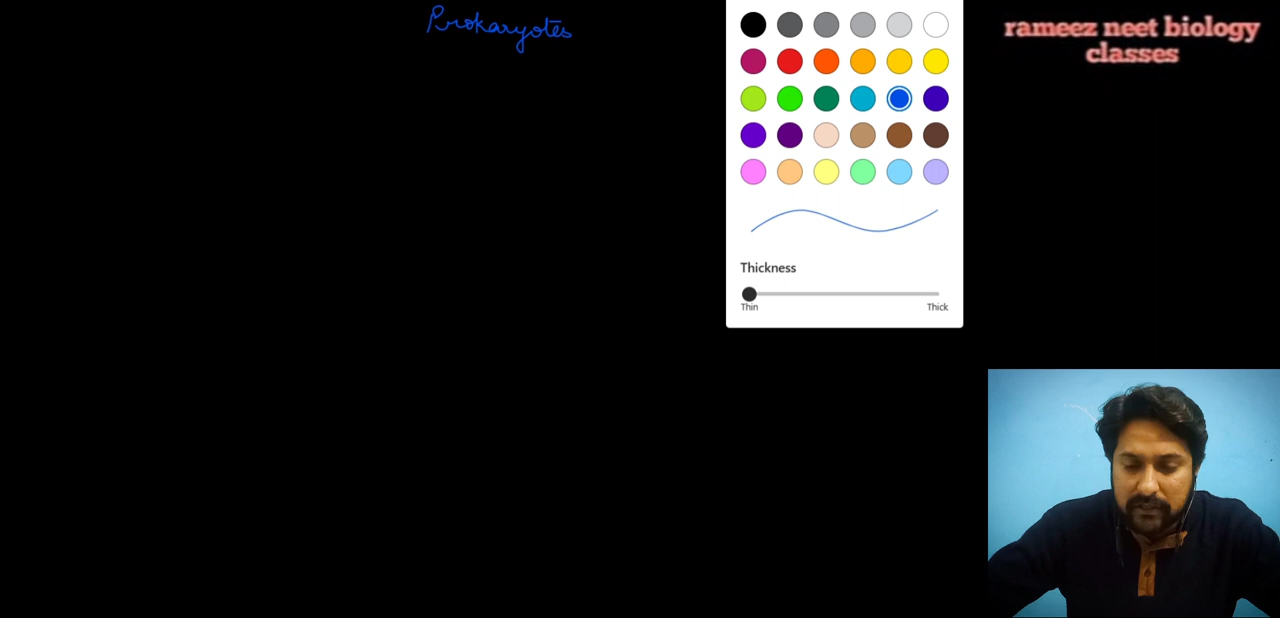 Prokaryotes
rameez neet biology
classes
Thickness
Thin
Thick